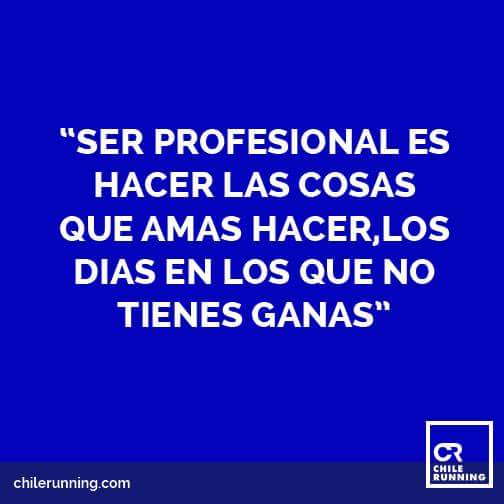 “SER PROFESIONAL ES
HACER LAS COSAS
QUE AMAS HACER,LOS
DIAS EN LOS QUE NO
TIENES GANAS”
CR
CHILE
RUNNING
chilerunning.com